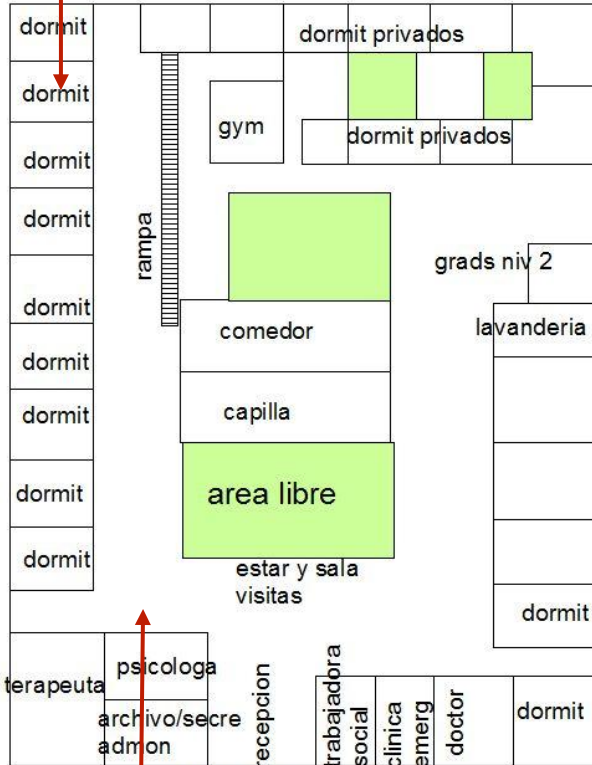 dormit
dormit privados
dormit
gym
dormit privados
dormit
dormit
rampa
grads niv 2
dormit
comedor
lavanderia
dormit
capilla
dormit
dormit
area libre
dormit
estar y sala
visitas
dormit
terapeuta
psicologa
archivo/secre
admon
recepcion
trabajadora
social
clinica
emerg
doctor
dormit